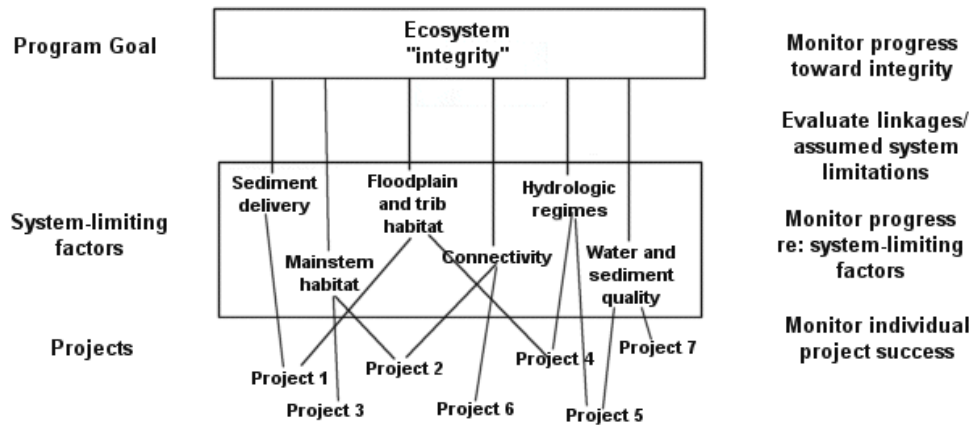 Program Goal
Ecosystem
"integrity"
Monitor progress
toward integrity
Evaluate linkages/
assumed system
limitations
System-limiting
factors
Sediment
delivery
Floodplain
and trib
habitat
Hydrologic
regimes
Mainstem
habitat
Connectivity
Water and
sediment
quality
Monitor progress
re: system-limiting
factors
Projects
Project 1
Project 2
Project 3
Project 4
Project 5
Project 6
Project 7
Monitor individual
project success